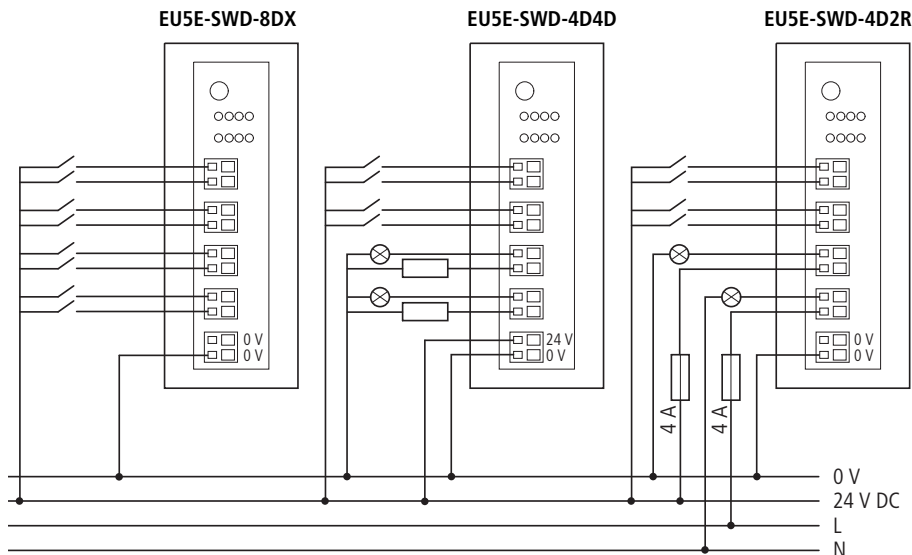 EU5E-SWD-8DX
EU5E-SWD-4D4D
EU5E-SWD-4D2R
0 V
0 V
24 V
0 V
0 V
0 V
4 A
4 A
0 V
24 V DC
L
N